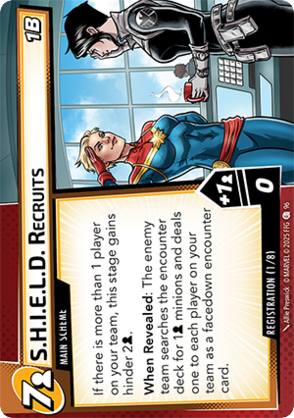 1B
7
S.H.I.E.L.D. RECRUITS
MAIN SCHEME
If there is more than 1 player
on your team, this stage gains
hinder 2.
When Revealed: The enemy
team searches the encounter
deck for 1 minions and deals
one to each player on your
team as a facedown encounter
card.
+1
0
REGISTRATION (1/8)
Allie Preswick © MARVEL © 2025 FFG 96